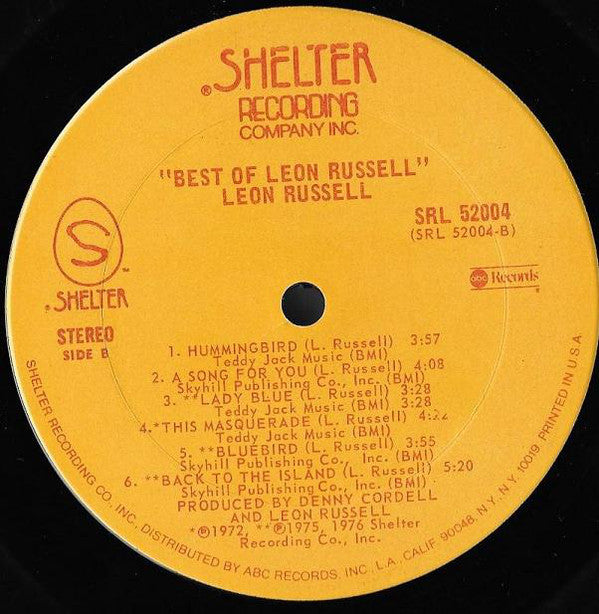 ®SHELTER
RECORDING
COMPANY INC.
"BEST OF LEON RUSSELL"
LEON RUSSELL
SRL 52004
(SRL 52004-B)
S
™
®SHELTER
abc Records
STEREO
SIDE B
1. HUMMINGBIRD (L. Russell) 3:57
Teddy Jack Music (BMI)
2. A SONG FOR YOU (L. Russell) 4:08
Skyhill Publishing Co., Inc. (BMI)
3. **LADY BLUE (L. Russell) 3:28
Teddy Jack Music (BMI) 3:28
4.*THIS MASQUERADE (L. Russell) 4:22
Teddy Jack Music (BMI)
5. **BLUEBIRD (L. Russell) 3:55
Skyhill Publishing Co., Inc. (BMI)
6. **BACK TO THE ISLAND (L. Russell) 5:20
Skyhill Publishing Co., Inc. (BMI)
PRODUCED BY DENNY CORDELL
AND LEON RUSSELL
*℗1972, **℗1975, 1976 Shelter
Recording Co., Inc.
SHELTER RECORDING CO., INC., DISTRIBUTED BY ABC RECORDS, INC., L.A., CALIF. 90048, N.Y., N.Y. 10019, PRINTED IN U.S.A.